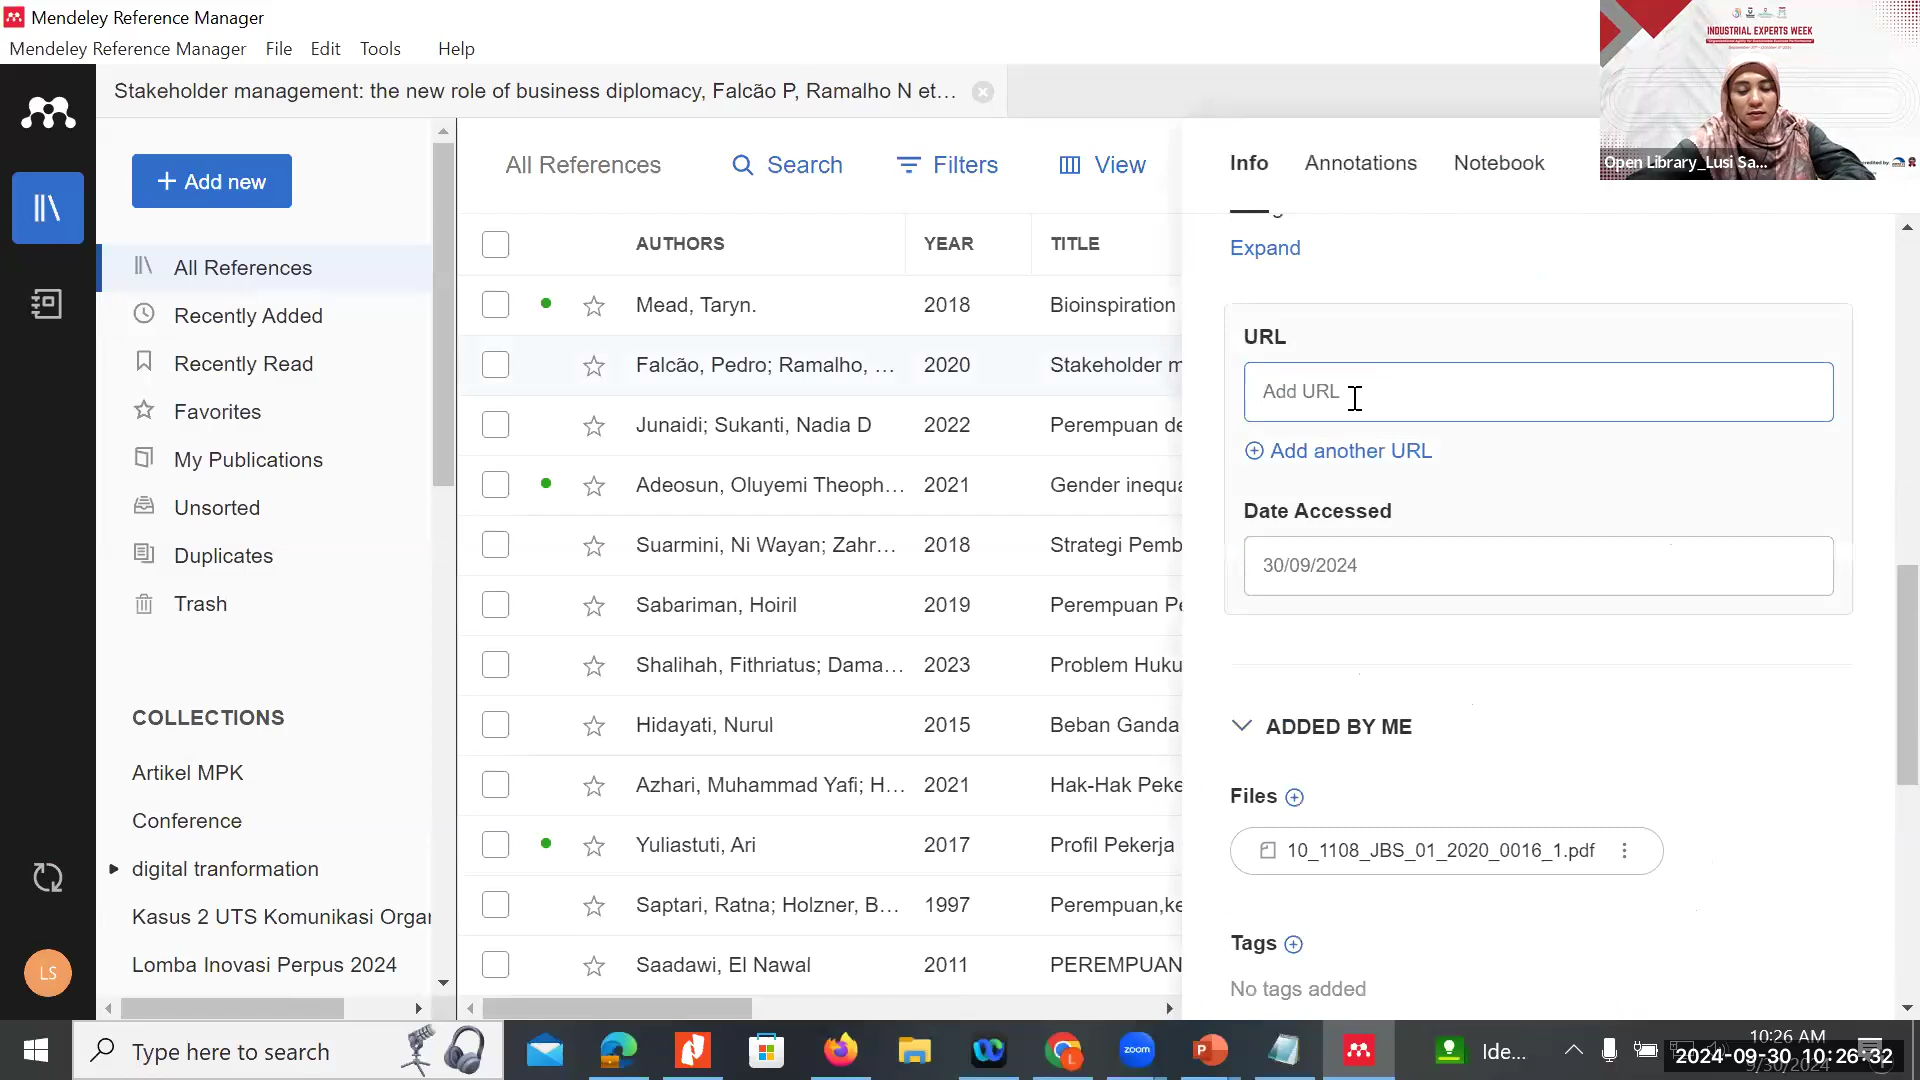 Mendeley Reference Manager
Mendeley Reference Manager File Edit Tools Help
Stakeholder management: the new role of business diplomacy, Falcão P, Ramalho N et...
INDUSTRIAL EXPERTS WEEK
Open Library_Lusi Sa...
+ Add new
All References
Recently Added
Recently Read
Favorites
My Publications
Unsorted
Duplicates
Trash
COLLECTIONS
Artikel MPK
Conference
digital tranformation
Kasus 2 UTS Komunikasi Organ
Lomba Inovasi Perpus 2024
LS
All References Search Filters View
AUTHORS YEAR TITLE
Mead, Taryn. 2018 Bioinspiration
Falcão, Pedro; Ramalho, ... 2020 Stakeholder m
Junaidi; Sukanti, Nadia D 2022 Perempuan de
Adeosun, Oluyemi Theoph... 2021 Gender inequa
Suarmini, Ni Wayan; Zahr... 2018 Strategi Pemb
Sabariman, Hoiril 2019 Perempuan Pe
Shalihah, Fithriatus; Dama... 2023 Problem Huku
Hidayati, Nurul 2015 Beban Ganda
Azhari, Muhammad Yafi; H... 2021 Hak-Hak Peke
Yuliastuti, Ari 2017 Profil Pekerja
Saptari, Ratna; Holzner, B... 1997 Perempuan,ke
Saadawi, El Nawal 2011 PEREMPUAN
Info Annotations Notebook
Expand
URL
Add URL
Add another URL
Date Accessed
30/09/2024
ADDED BY ME
Files
10_1108_JBS_01_2020_0016_1.pdf
Tags
No tags added
Type here to search
zoom
Ide...
10:26 AM
2024-09-30 10:26:32
9/30/2024